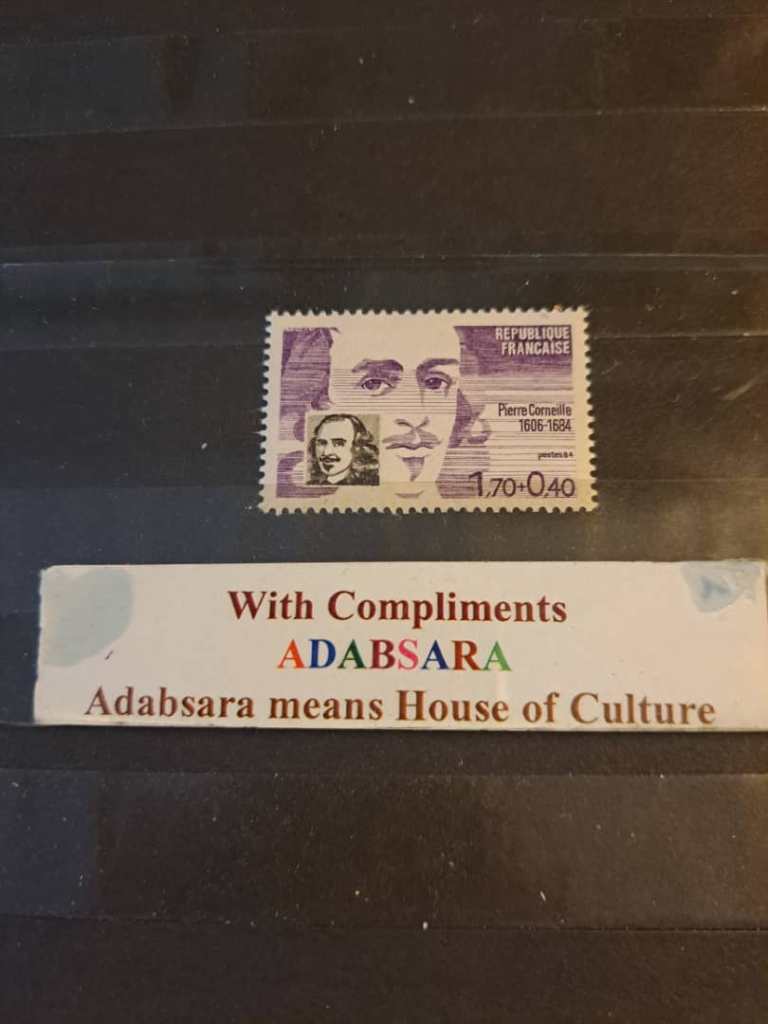 REPUBLIQUE
FRANCAISE
Pierre Corneille
1606-1684
postes 84
1,70+0,40
With Compliments
ADABSARA
Adabsara means House of Culture